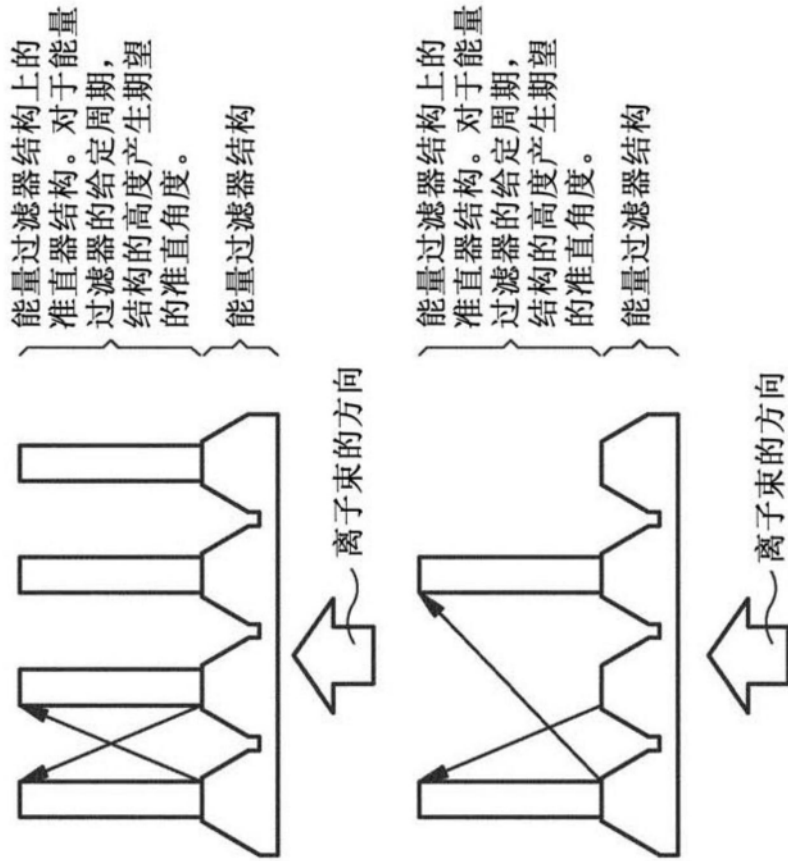 能量过滤器结构上的
准直器结构。对于能量
过滤器的给定周期，
结构的高度产生期望
的准直角度。
能量过滤器结构
离子束的方向
能量过滤器结构上的
准直器结构。对于能量
过滤器的给定周期，
结构的高度产生期望
的准直角度。
能量过滤器结构
离子束的方向